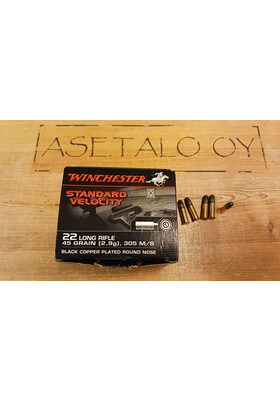 ASETALO OY
WINCHESTER
STANDARD
VELOCITY
22 LONG RIFLE
45 GRAIN (2,9g), 305 M/S
BLACK COPPER PLATED ROUND NOSE